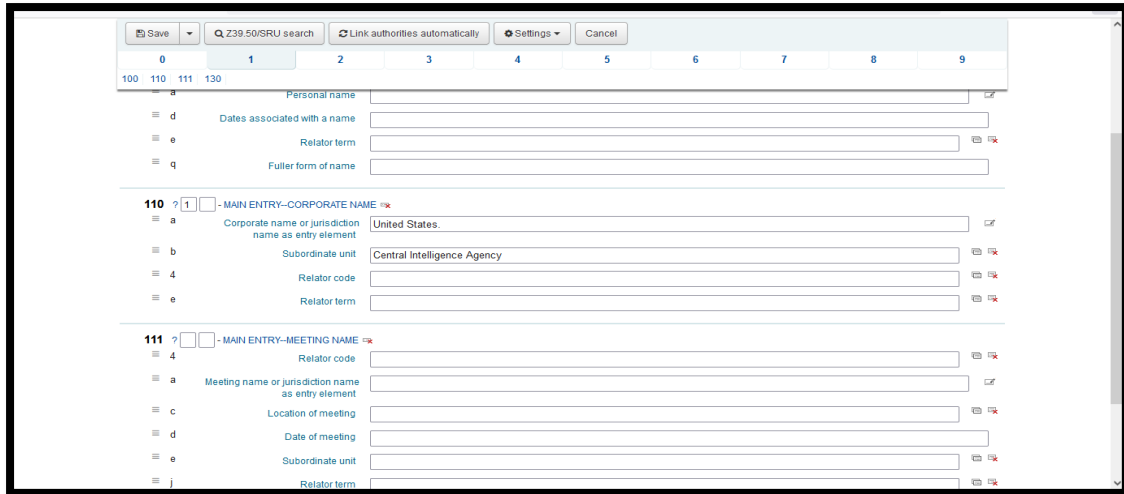 Save Z39.50/SRU search Link authorities automatically Settings Cancel
0 1 2 3 4 5 6 7 8 9
100 110 111 130
a Personal name
d Dates associated with a name
e Relator term
q Fuller form of name
110 ? 1 - MAIN ENTRY--CORPORATE NAME
a Corporate name or jurisdiction United States.
name as entry element
b Subordinate unit Central Intelligence Agency
4 Relator code
e Relator term
111 ? - MAIN ENTRY--MEETING NAME
4 Relator code
a Meeting name or jurisdiction name
as entry element
c Location of meeting
d Date of meeting
e Subordinate unit
j Relator term